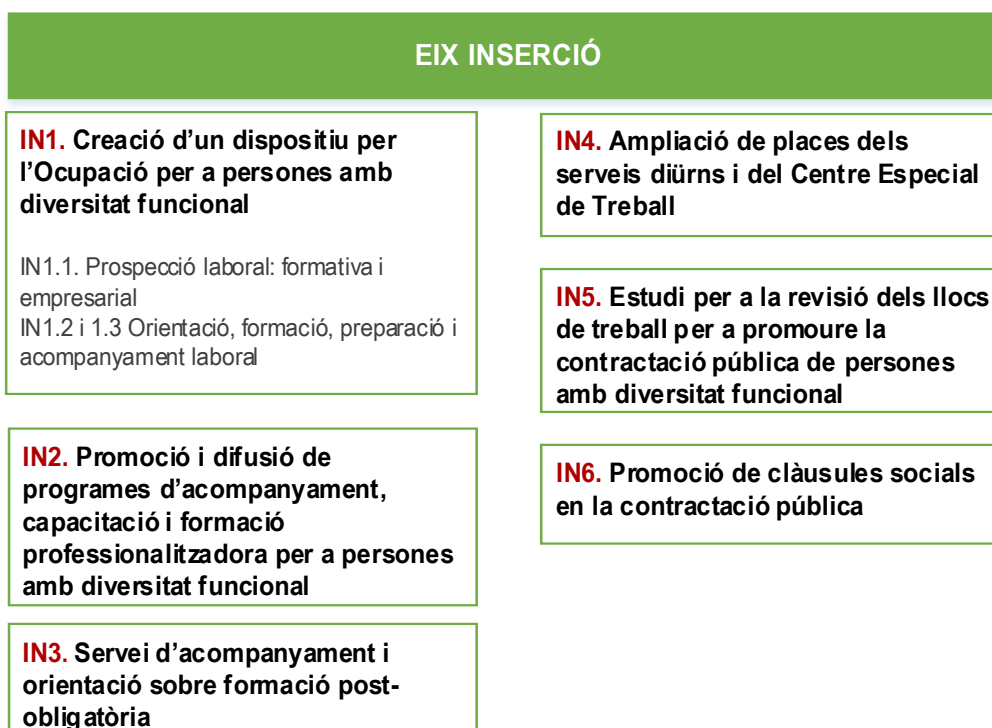 EIX INSERCIÓ
IN1. Creació d’un dispositiu per
l’Ocupació per a persones amb
diversitat funcional
IN1.1. Prospecció laboral: formativa i
empresarial
IN1.2 i 1.3 Orientació, formació, preparació i
acompanyament laboral
IN2. Promoció i difusió de
programes d’acompanyament,
capacitació i formació
professionalitzadora per a persones
amb diversitat funcional
IN3. Servei d’acompanyament i
orientació sobre formació post-
obligatòria
IN4. Ampliació de places dels
serveis diürns i del Centre Especial
de Treball
IN5. Estudi per a la revisió dels llocs
de treball per a promoure la
contractació pública de persones
amb diversitat funcional
IN6. Promoció de clàusules socials
en la contractació pública